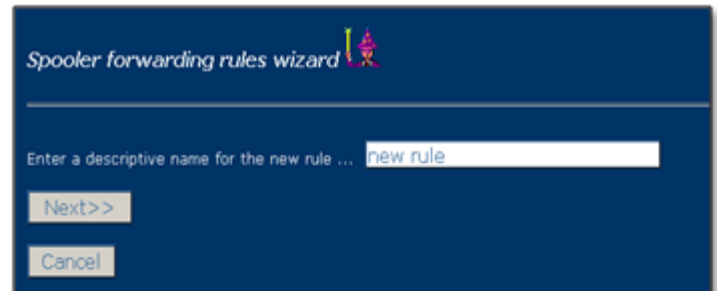 Spooler forwarding rules wizard
Enter a descriptive name for the new rule ... new rule
Next>>
Cancel